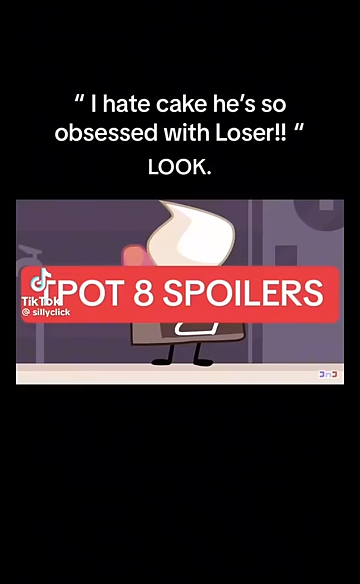 “ I hate cake he’s so
obsessed with Loser!! “
LOOK.
TPOT 8 SPOILERS
TikTok
@ sillyclick